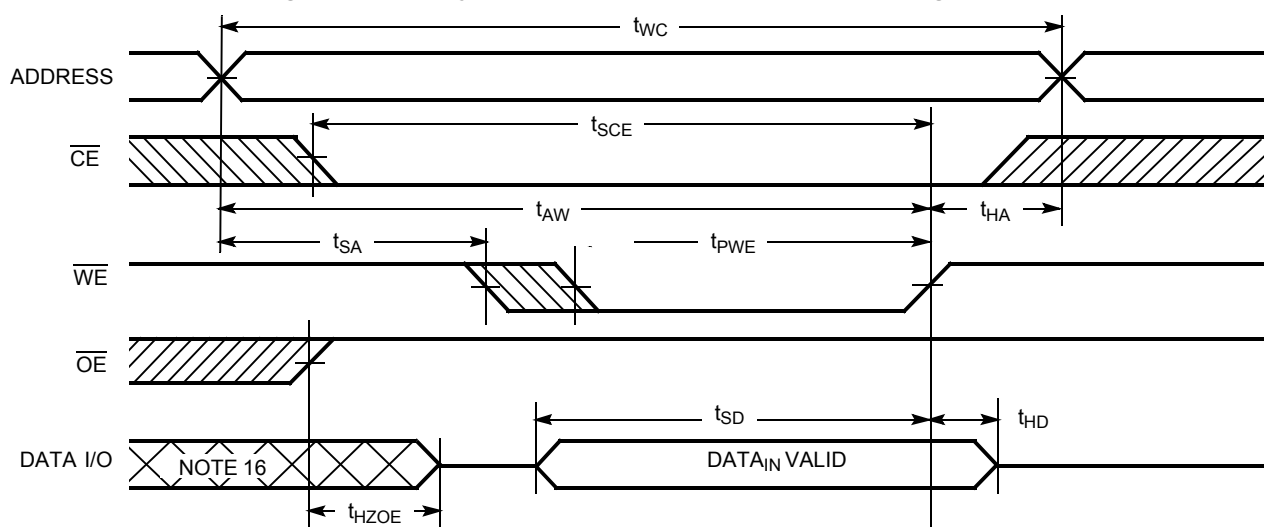 tWC
ADDRESS
tSCE
CE
tAW
tHA
tSA
tPWE
WE
OE
tSD
tHD
DATA I/O
NOTE 16
DATAIN VALID
tHZOE